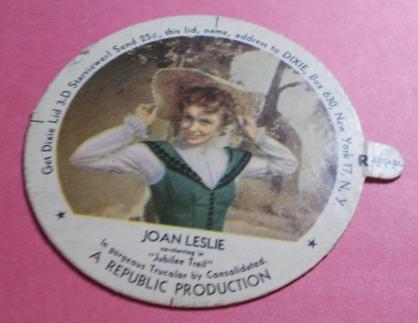 Get Dixie Lid 3-D Starviewer! Send 25¢, this lid, name, address to DIXIE, Box 630, New York 17, N. Y.
JOAN LESLIE
co-starring in
"Jubilee Trail"
In gorgeous Trucolor by Consolidated.
A REPUBLIC PRODUCTION